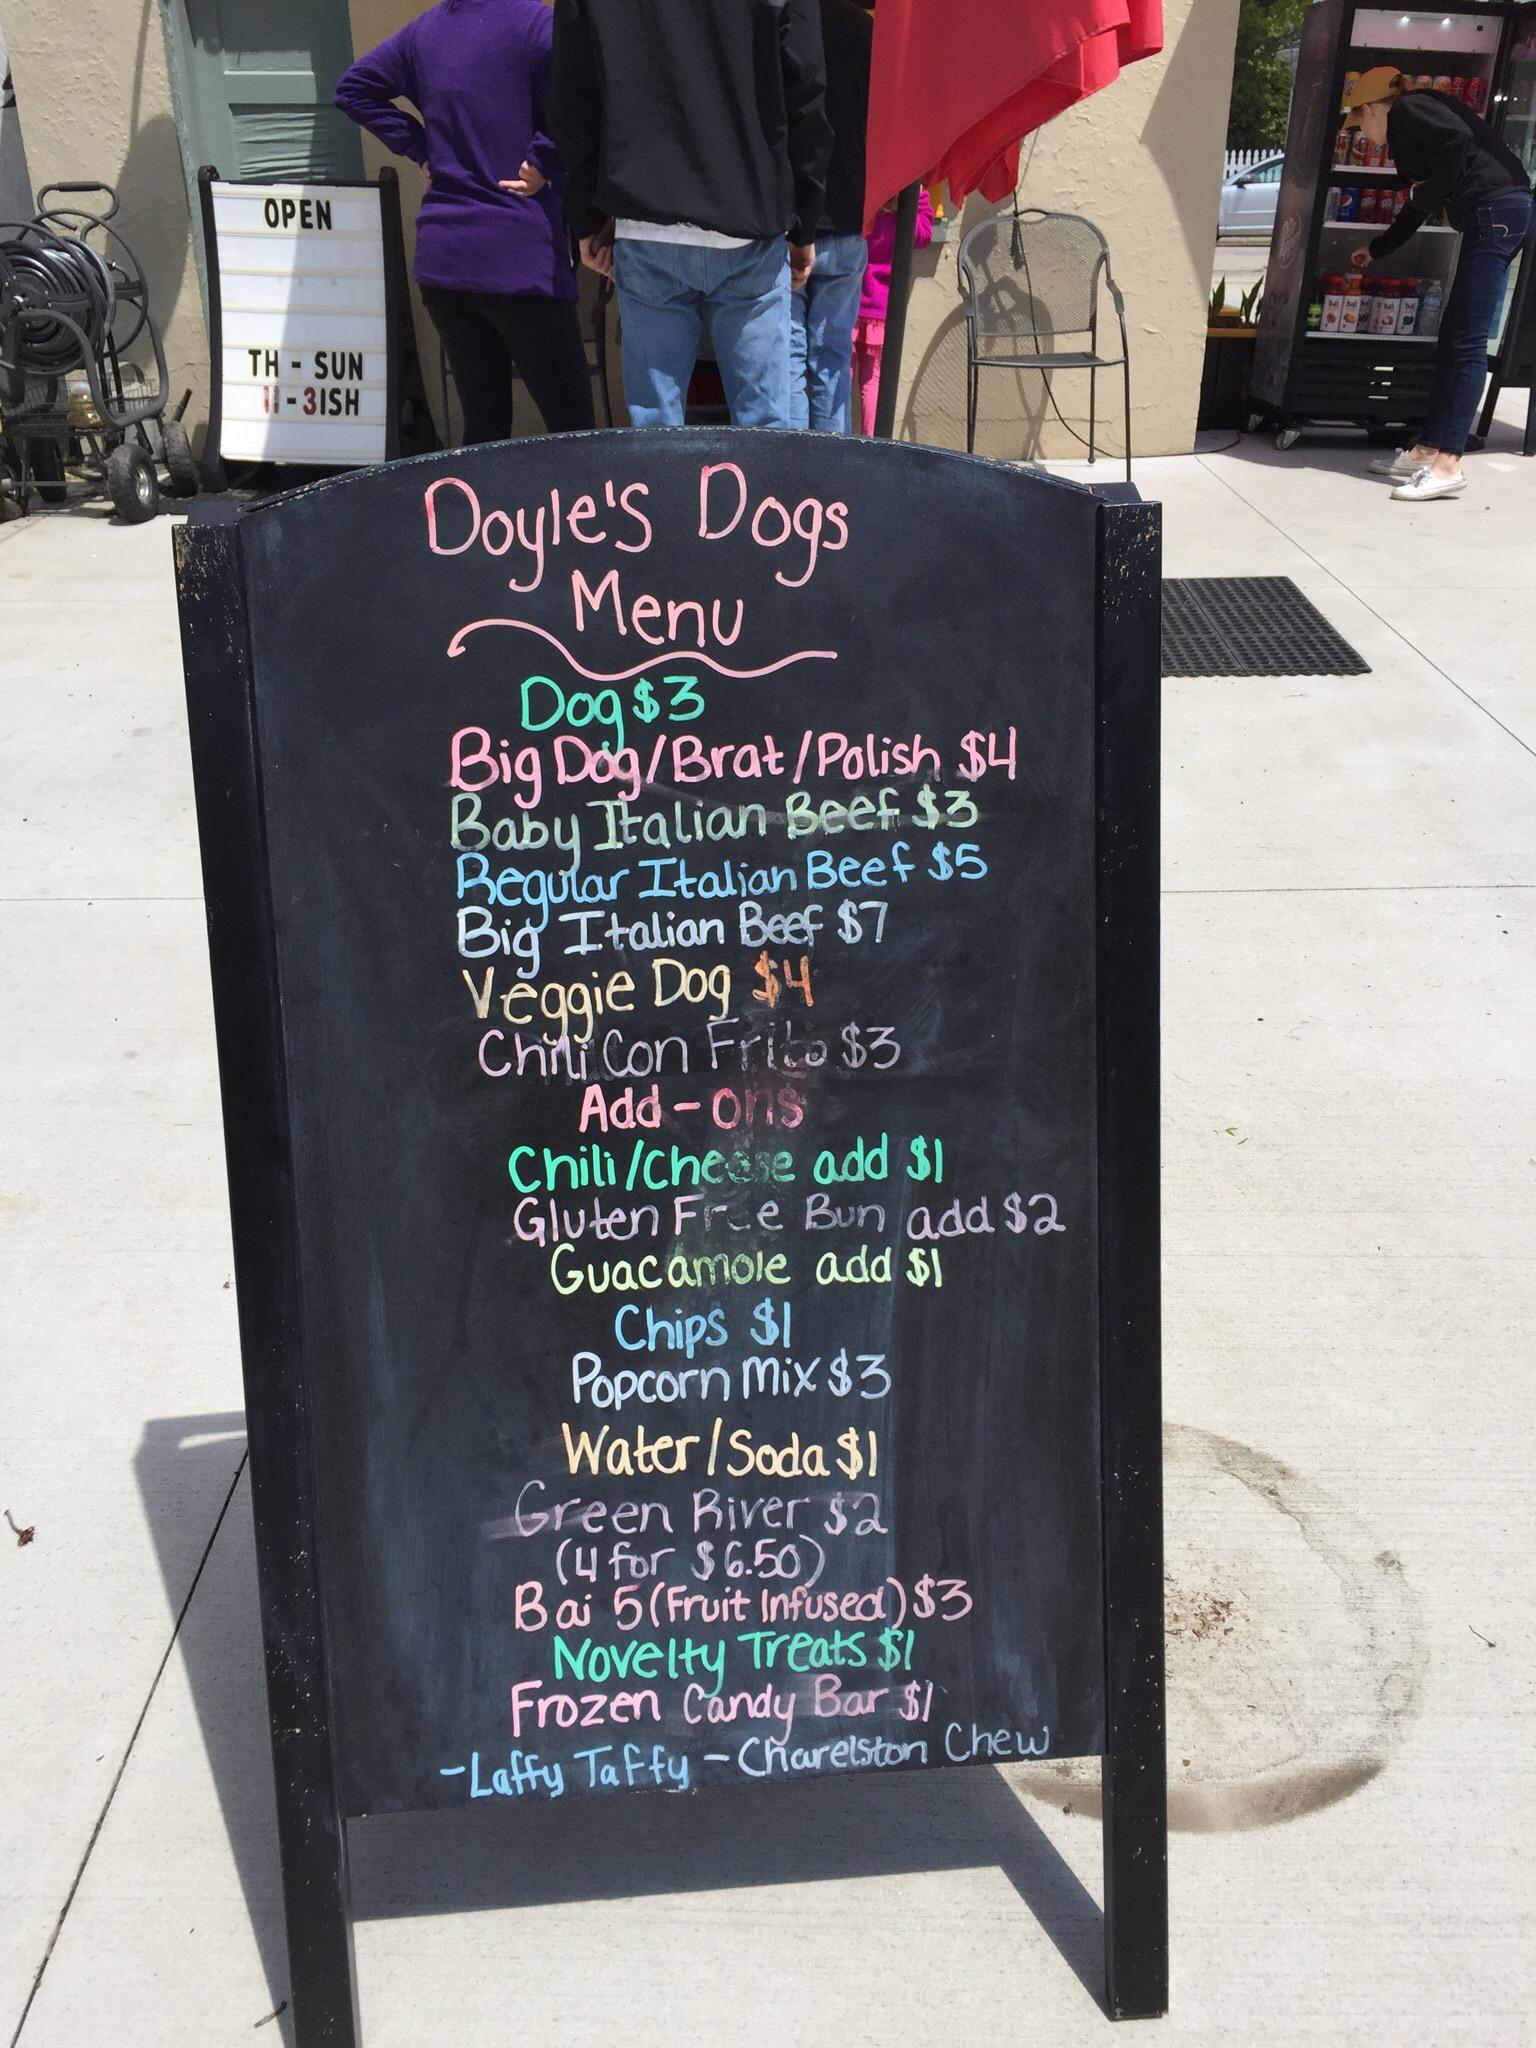 OPEN
TH - SUN
11 - 3ISH
Doyle's Dogs
Menu
Dog $3
Big Dog/Brat/Polish $4
Baby Italian Beef $3
Regular Italian Beef $5
Big Italian Beef $7
Veggie Dog $4
Chili Con Frito $3
Add-ons
Chili/Cheese add $1
Gluten Free Bun add $2
Guacamole add $1
Chips $1
Popcorn Mix $3
Water/Soda $1
Green River $2
(4 for $6.50)
Bai 5 (Fruit Infused) $3
Novelty Treats $1
Frozen Candy Bar $1
-Laffy Taffy -Charelston Chew
bai bai bai bai